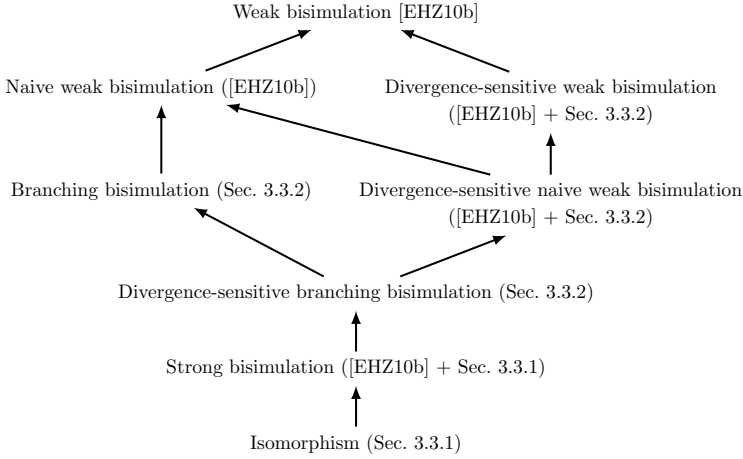 Weak bisimulation [EHZ10b]
Naive weak bisimulation ([EHZ10b])
Divergence-sensitive weak bisimulation
([EHZ10b] + Sec. 3.3.2)
Branching bisimulation (Sec. 3.3.2)
Divergence-sensitive naive weak bisimulation
([EHZ10b] + Sec. 3.3.2)
Divergence-sensitive branching bisimulation (Sec. 3.3.2)
Strong bisimulation ([EHZ10b] + Sec. 3.3.1)
Isomorphism (Sec. 3.3.1)